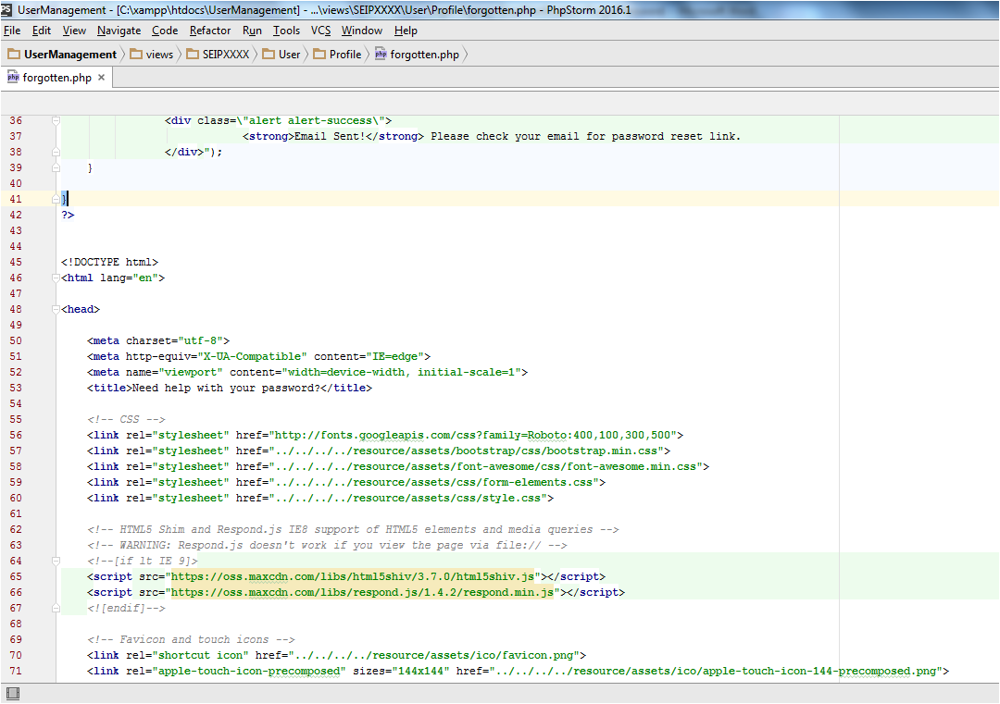 UserManagement - [C:\xampp\htdocs\UserManagement] - ...\views\SEIPXXXX\User\Profile\forgotten.php - PhpStorm 2016.1
File Edit View Navigate Code Refactor Run Tools VCS Window Help
UserManagement views SEIPXXXX User Profile forgotten.php
forgotten.php
36 <div class=\"alert alert-success\">
37 <strong>Email Sent!</strong> Please check your email for password reset link.
38 </div>");
39 }
40
41 }
42 ?>
43
44
45 <!DOCTYPE html>
46 <html lang="en">
47
48 <head>
49
50 <meta charset="utf-8">
51 <meta http-equiv="X-UA-Compatible" content="IE=edge">
52 <meta name="viewport" content="width=device-width, initial-scale=1">
53 <title>Need help with your password?</title>
54
55 <!-- CSS -->
56 <link rel="stylesheet" href="http://fonts.googleapis.com/css?family=Roboto:400,100,300,500">
57 <link rel="stylesheet" href="../../../../resource/assets/bootstrap/css/bootstrap.min.css">
58 <link rel="stylesheet" href="../../../../resource/assets/font-awesome/css/font-awesome.min.css">
59 <link rel="stylesheet" href="../../../../resource/assets/css/form-elements.css">
60 <link rel="stylesheet" href="../../../../resource/assets/css/style.css">
61
62 <!-- HTML5 Shim and Respond.js IE8 support of HTML5 elements and media queries -->
63 <!-- WARNING: Respond.js doesn't work if you view the page via file:// -->
64 <!--[if lt IE 9]>
65 <script src="https://oss.maxcdn.com/libs/html5shiv/3.7.0/html5shiv.js"></script>
66 <script src="https://oss.maxcdn.com/libs/respond.js/1.4.2/respond.min.js"></script>
67 <![endif]-->
68
69 <!-- Favicon and touch icons -->
70 <link rel="shortcut icon" href="../../../../resource/assets/ico/favicon.png">
71 <link rel="apple-touch-icon-precomposed" sizes="144x144" href="../../../../resource/assets/ico/apple-touch-icon-144-precomposed.png">